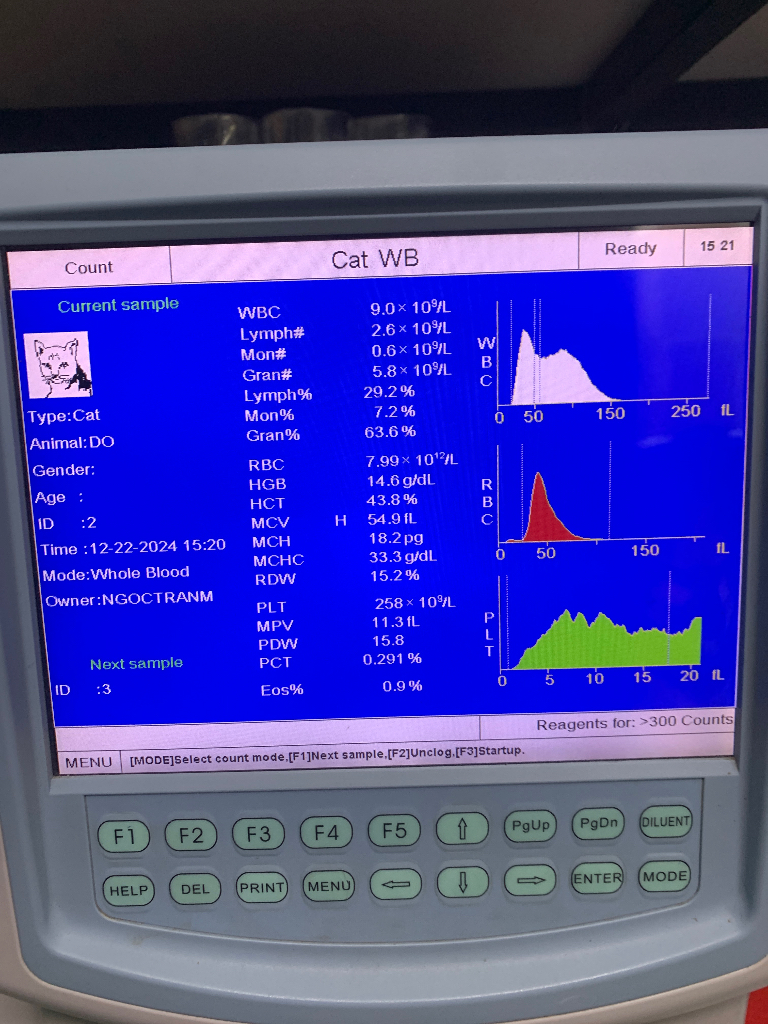 Count Cat WB Ready 15 21
Current sample
Type:Cat
Animal:DO
Gender:
Age :
ID :2
Time :12-22-2024 15:20
Mode:Whole Blood
Owner:NGOCTRANM
Next sample
ID :3
WBC 9.0 × 10⁹/L
Lymph# 2.6 × 10⁹/L
Mon# 0.6 × 10⁹/L
Gran# 5.8 × 10⁹/L
Lymph% 29.2 %
Mon% 7.2 %
Gran% 63.6 %
RBC 7.99 × 10¹²/L
HGB 14.6 g/dL
HCT 43.8 %
MCV H 54.9 fL
MCH 18.2 pg
MCHC 33.3 g/dL
RDW 15.2 %
PLT 258 × 10⁹/L
MPV 11.3 fL
PDW 15.8
PCT 0.291 %
Eos% 0.9 %
WBC
0 50 150 250 fL
RBC
0 50 150 fL
PLT
0 5 10 15 20 fL
Reagents for: >300 Counts
MENU [MODE]Select count mode,[F1]Next sample,[F2]Unclog,[F3]Startup.
F1 F2 F3 F4 F5 ⇧ PgUp PgDn DILUENT
HELP DEL PRINT MENU ⇦ ⇩ ⇨ ENTER MODE